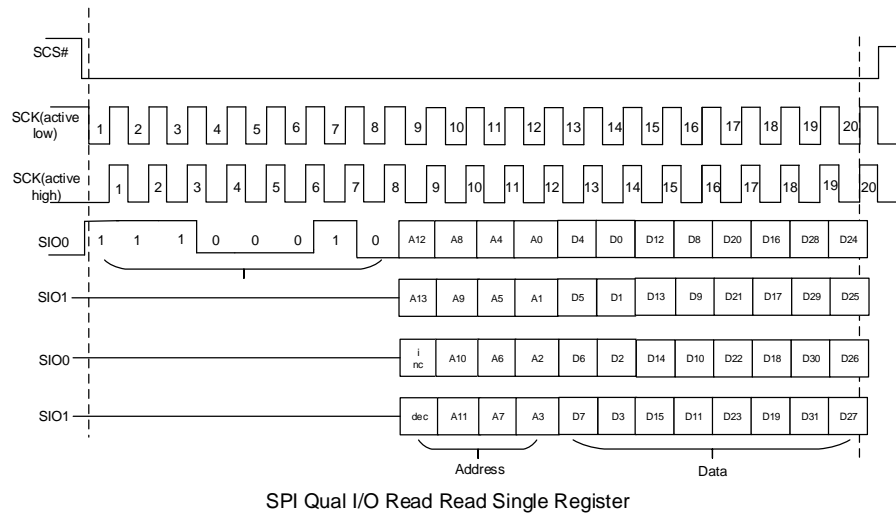 SCS#
SCK(active low)
1 2 3 4 5 6 7 8 9 10 11 12 13 14 15 16 17 18 19 20
SCK(active high)
1 2 3 4 5 6 7 8 9 10 11 12 13 14 15 16 17 18 19 20
SIO0 1 1 1 0 0 0 1 0 A12 A8 A4 A0 D4 D0 D12 D8 D20 D16 D28 D24
SIO1 A13 A9 A5 A1 D5 D1 D13 D9 D21 D17 D29 D25
SIO0 i nc A10 A6 A2 D6 D2 D14 D10 D22 D18 D30 D26
SIO1 dec A11 A7 A3 D7 D3 D15 D11 D23 D19 D31 D27
Address Data
SPI Qual I/O Read Read Single Register